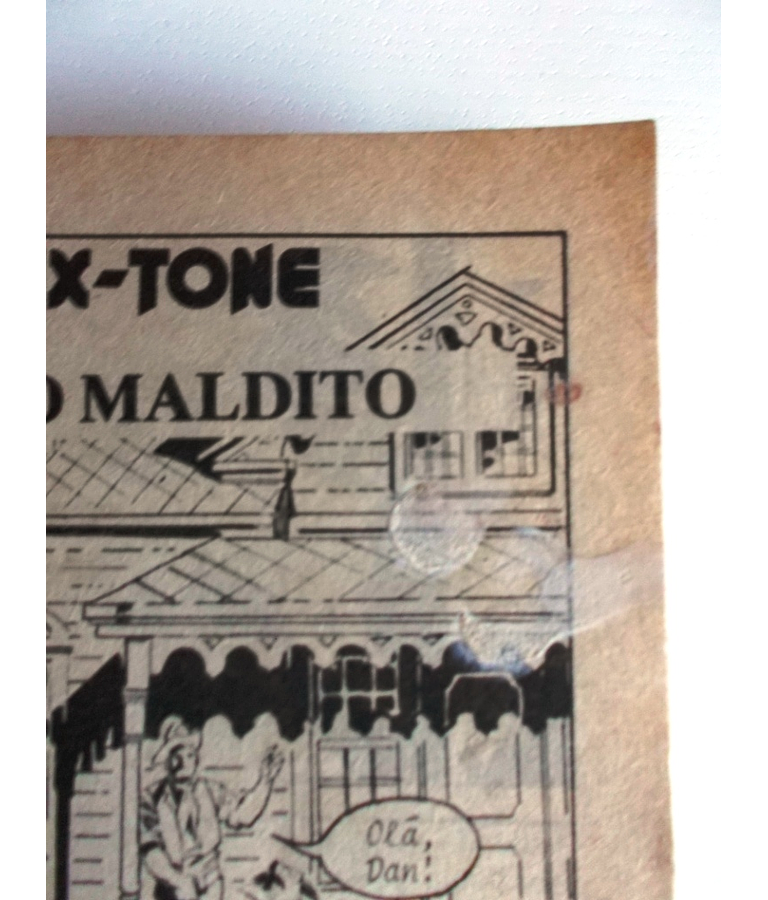 X-TONE
O MALDITO
Olá,
Dan!